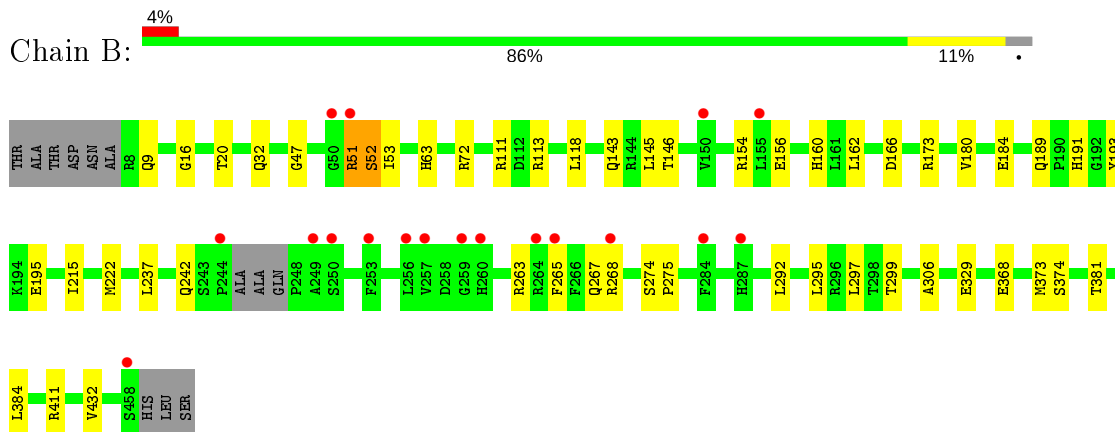 4%
Chain B:
86% 11% •
THR ALA THR ASP ASN ALA R8 Q9 G16 T20 Q32 G47 G50 R51 S52 I53 H63 R72 R111 D112 R113 L118 Q143 R144 L145 T146 V150 R154 L155 E156 H160 L161 L162 D166 R173 V180 E184 Q189 P190 H191 G192
K194 E195 I215 M222 L237 Q242 S243 P244 ALA ALA GLN P248 A249 S250 F253 L256 V257 D258 G259 H260 R263 R264 F265 F266 Q267 R268 S274 P275 F284 H287 L292 L295 R296 L297 T298 T299 A306 E329 E368 M373 S374 T381
L384 R411 V432 S458 HIS LEU SER